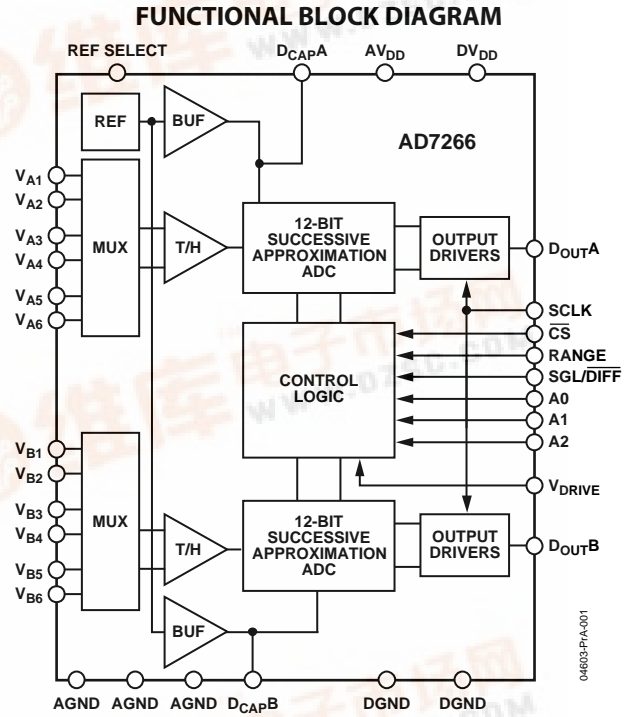 FUNCTIONAL BLOCK DIAGRAM
REF SELECT
DCAPA
AVDD
DVDD
REF
BUF
AD7266
VA1
VA2
VA3
VA4
VA5
VA6
MUX
T/H
12-BIT
SUCCESSIVE
APPROXIMATION
ADC
OUTPUT
DRIVERS
DOUTA
SCLK
CS
RANGE
SGL/DIFF
A0
A1
A2
CONTROL
LOGIC
VDRIVE
VB1
VB2
VB3
VB4
VB5
VB6
MUX
T/H
12-BIT
SUCCESSIVE
APPROXIMATION
ADC
OUTPUT
DRIVERS
DOUTB
BUF
AGND
AGND
AGND
DCAPB
DGND
DGND
04603-PrA-001